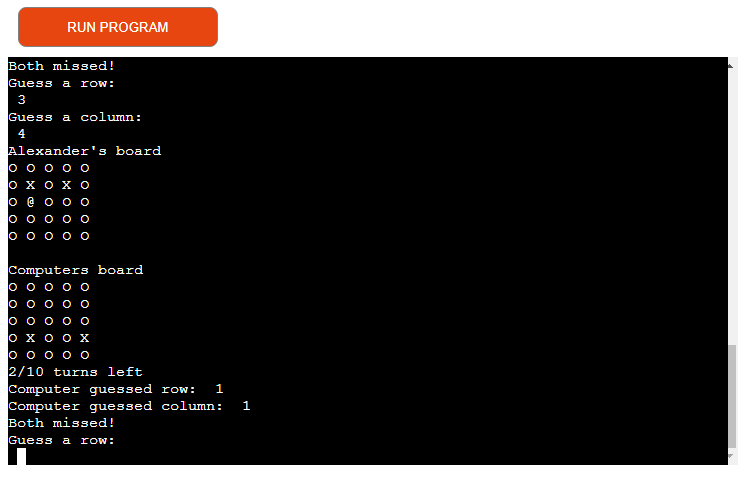 RUN PROGRAM
Both missed!
Guess a row:
3
Guess a column:
4
Alexander's board
O O O O O
O X O X O
O @ O O O
O O O O O
O O O O O
Computers board
O O O O O
O O O O O
O O O O O
O X O O X
O O O O O
2/10 turns left
Computer guessed row:  1
Computer guessed column:  1
Both missed!
Guess a row: